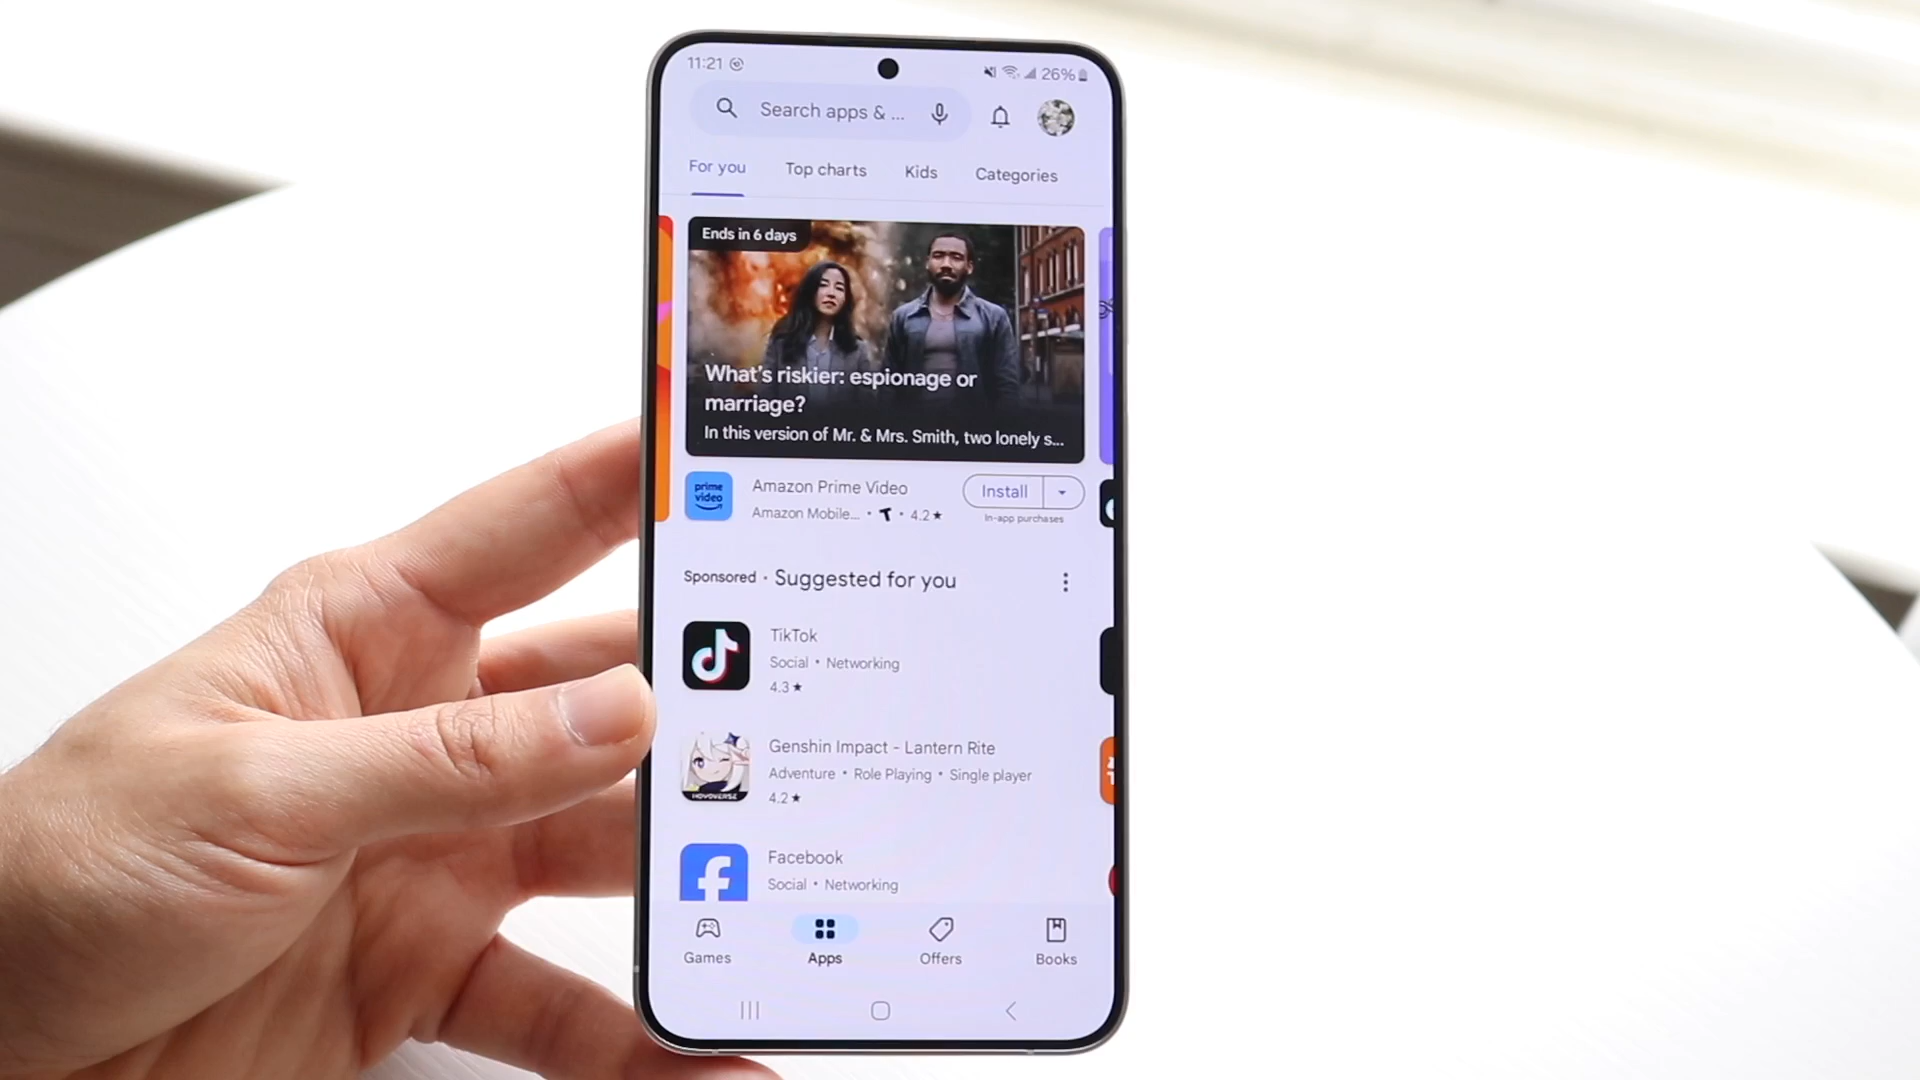 11:21
26%
Search apps & ...
For you
Top charts
Kids
Categories
Ends in 6 days
What's riskier: espionage or
marriage?
In this version of Mr. & Mrs. Smith, two lonely s...
prime
video
Amazon Prime Video
Amazon Mobile... • T • 4.2★
Install
In-app purchases
Sponsored • Suggested for you
TikTok
Social • Networking
4.3★
HOYOVERSE
Genshin Impact - Lantern Rite
Adventure • Role Playing • Single player
4.2★
Facebook
Social • Networking
Games
Apps
Offers
Books